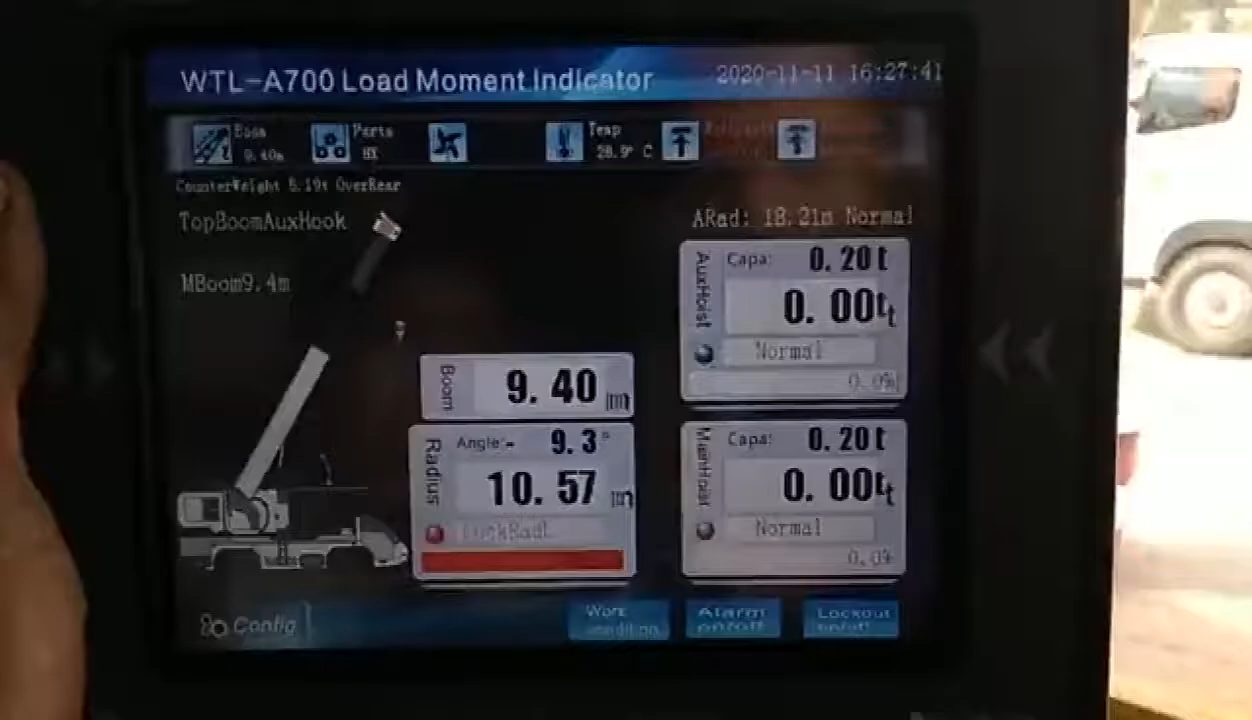 WTL-A700 Load Moment Indicator
2020-11-11 16:27:41
Boom
9.40m
Parts
8X
Temp
28.9° C
CounterWeight 5.19t OverRear
TopBoomAuxHook
MBoom9.4m
ARad: 18.21m Normal
AuxHoist
Capa: 0.20t
0.00t
Normal
0.0%
Boom
9.40 m
Radius
Angle:- 9.3°
10.57 m
LuckRadL
MainHoist
Capa: 0.20t
0.00t
Normal
0.0%
Config
Work
condition
Alarm
on/off
Lockout
on/off